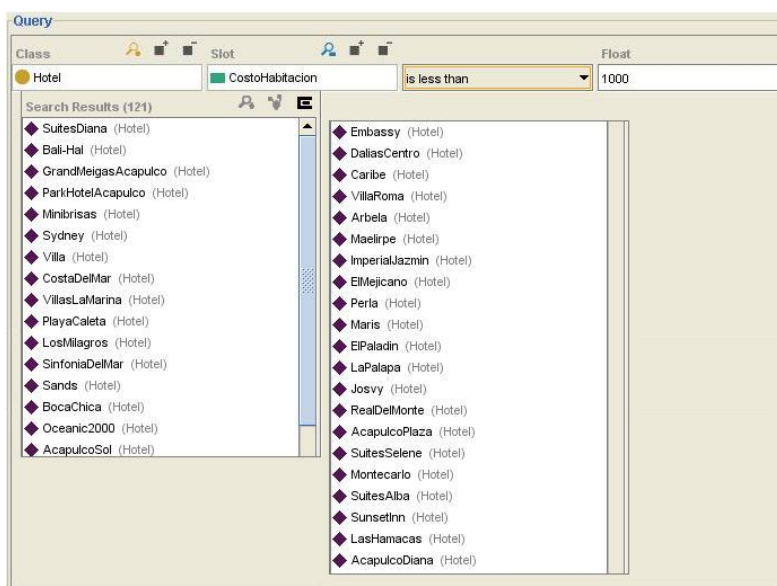 Query
Class Slot Float
Hotel CostoHabitacion is less than 1000
Search Results (121)
SuitesDiana (Hotel)
Bali-Hal (Hotel)
GrandMeigasAcapulco (Hotel)
ParkHotelAcapulco (Hotel)
Minibrisas (Hotel)
Sydney (Hotel)
Villa (Hotel)
CostaDelMar (Hotel)
VillasLaMarina (Hotel)
PlayaCaleta (Hotel)
LosMilagros (Hotel)
SinfoniaDelMar (Hotel)
Sands (Hotel)
BocaChica (Hotel)
Oceanic2000 (Hotel)
AcapulcoSol (Hotel)
Embassy (Hotel)
DaliasCentro (Hotel)
Caribe (Hotel)
VillaRoma (Hotel)
Arbela (Hotel)
Maelirpe (Hotel)
ImperialJazmin (Hotel)
ElMejicano (Hotel)
Perla (Hotel)
Maris (Hotel)
ElPaladin (Hotel)
LaPalapa (Hotel)
Josvy (Hotel)
RealDelMonte (Hotel)
AcapulcoPlaza (Hotel)
SuitesSelene (Hotel)
Montecarlo (Hotel)
SuitesAlba (Hotel)
SunsetInn (Hotel)
LasHamacas (Hotel)
AcapulcoDiana (Hotel)